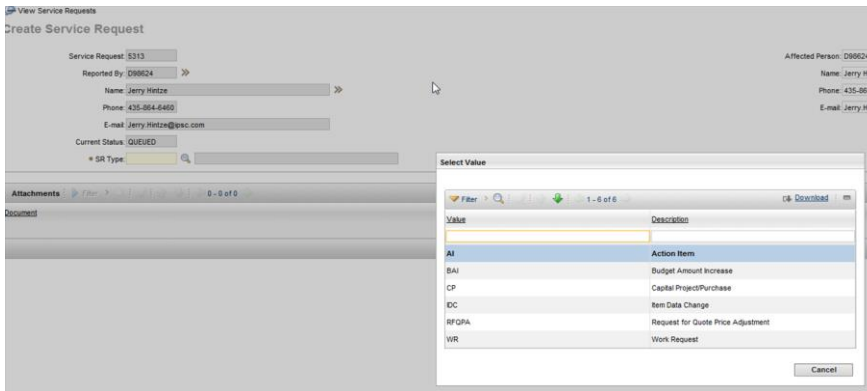 View Service Requests
Create Service Request
Service Request: 5313
Affected Person: D98624
Reported By: D98624
Name: Jerry H
Name: Jerry Hintze
Phone: 435-86
Phone: 435-864-6460
E-mail: Jerry.H
E-mail: Jerry.Hintze@ipsc.com
Current Status: QUEUED
* SR Type:
Select Value
Attachments Filter 0 - 0 of 0
Filter 1 - 6 of 6 Download
Document
Value Description
AI Action Item
BAI Budget Amount Increase
CP Capital Project/Purchase
IDC Item Data Change
RFQPA Request for Quote Price Adjustment
WR Work Request
Cancel